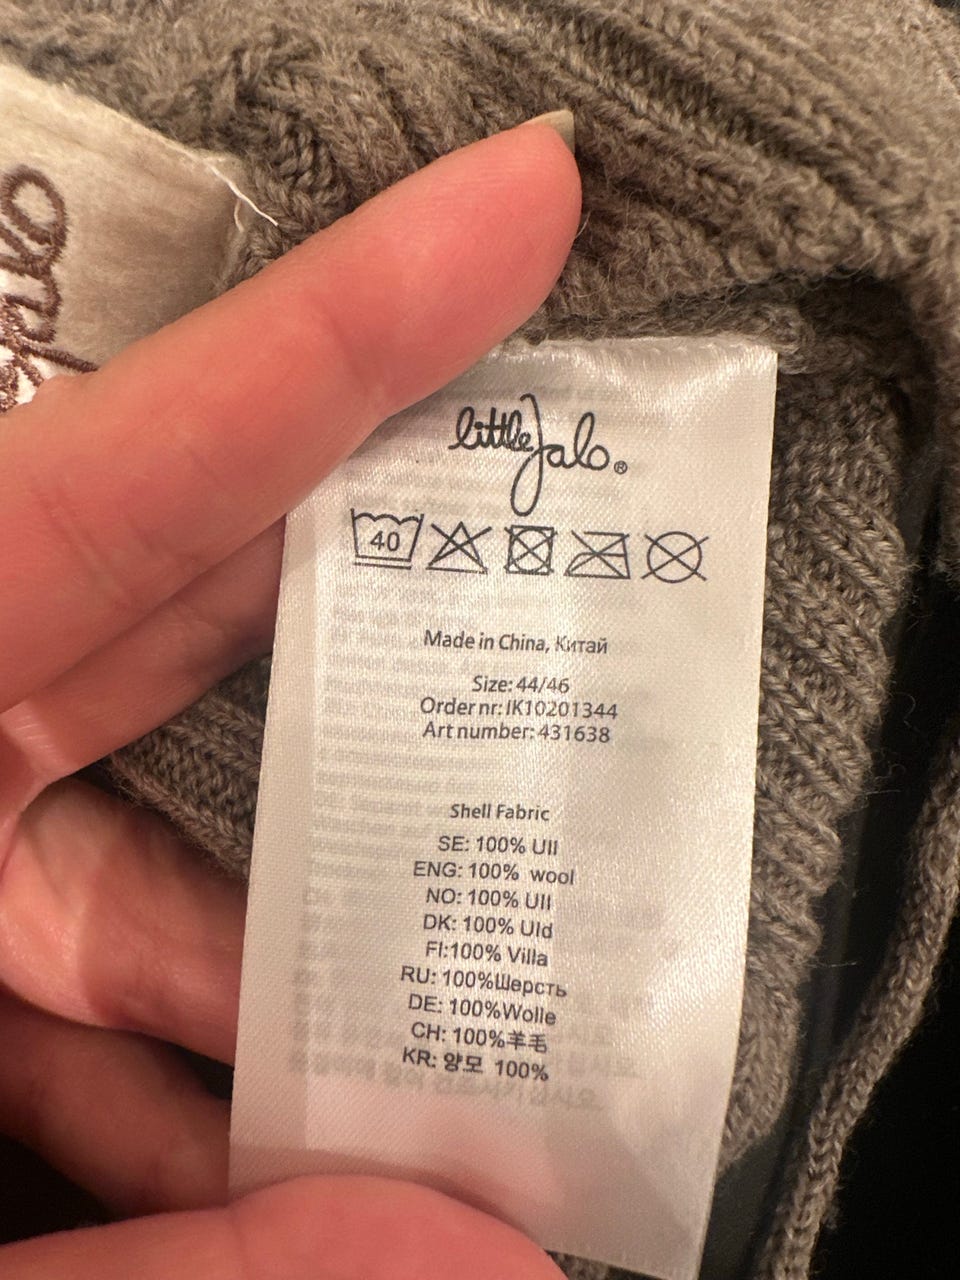 little Jalo®
40
Made in China, Китай
Size: 44/46
Order nr: IK10201344
Art number: 431638
Shell Fabric
SE: 100% Ull
ENG: 100% wool
NO: 100% Ull
DK: 100% Uld
FI:100% Villa
RU: 100%Шерсть
DE: 100%Wolle
CH: 100%羊毛
KR: 양모 100%